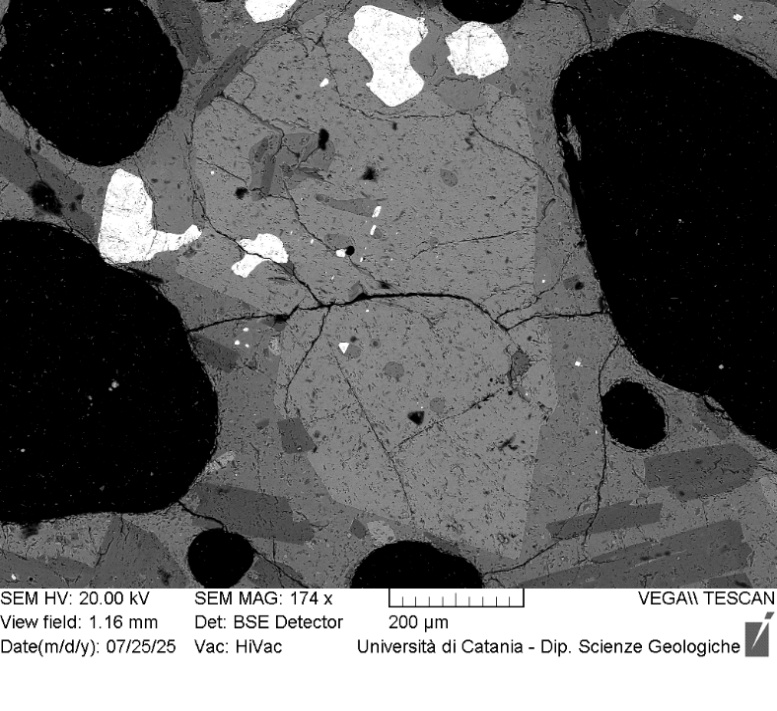 SEM HV: 20.00 kV SEM MAG: 174 x VEGA\\ TESCAN
View field: 1.16 mm Det: BSE Detector 200 µm
Date(m/d/y): 07/25/25 Vac: HiVac Università di Catania - Dip. Scienze Geologiche